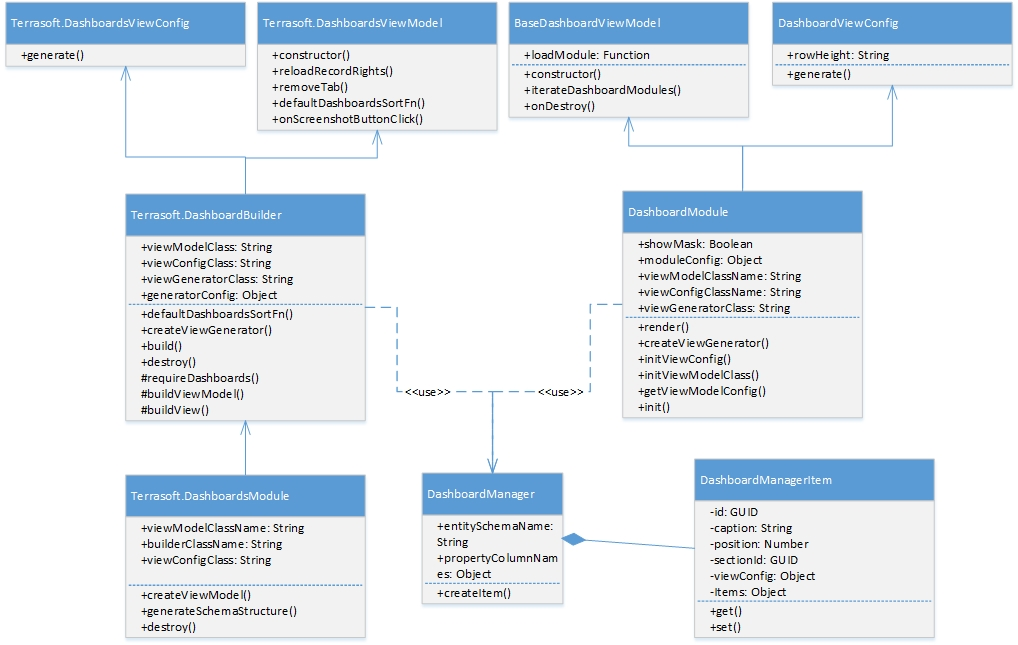 Terrasoft.DashboardsViewConfig
+generate()
Terrasoft.DashboardsViewModel
+constructor()
+reloadRecordRights()
+removeTab()
+defaultDashboardsSortFn()
+onScreenshotButtonClick()
BaseDashboardViewModel
+loadModule: Function
+constructor()
+iterateDashboardModules()
+onDestroy()
DashboardViewConfig
+rowHeight: String
+generate()
Terrasoft.DashboardBuilder
+viewModelClass: String
+viewConfigClass: String
+viewGeneratorClass: String
+generatorConfig: Object
+defaultDashboardsSortFn()
+createViewGenerator()
+build()
+destroy()
#requireDashboards()
#buildViewModel()
#buildView()
DashboardModule
+showMask: Boolean
+moduleConfig: Object
+viewModelClassName: String
+viewConfigClassName: String
+viewGeneratorClass: String
+render()
+createViewGenerator()
+initViewConfig()
+initViewModelClass()
+getViewModelConfig()
+init()
<<use>>
<<use>>
Terrasoft.DashboardsModule
+viewModelClassName: String
+builderClassName: String
+viewConfigClass: String
+createViewModel()
+generateSchemaStructure()
+destroy()
DashboardManager
+entitySchemaName:
String
+propertyColumnNam
es: Object
+createItem()
DashboardManagerItem
-id: GUID
-caption: String
-position: Number
-sectionId: GUID
-viewConfig: Object
-Items: Object
+get()
+set()